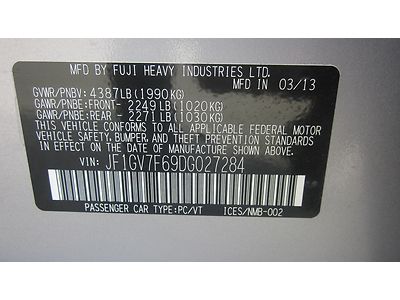 MFD. BY FUJI HEAVY INDUSTRIES LTD.
MFD. IN 03/13
GVWR/PNBV: 4387LB (1990KG)
GAWR/PNBE:FRONT- 2249LB (1020KG)
GAWR/PNBE:REAR - 2271LB (1030KG)
THIS VEHICLE CONFORMS TO ALL APPLICABLE FEDERAL MOTOR
VEHICLE SAFETY, BUMPER, AND THEFT PREVENTION STANDARDS
IN EFFECT ON THE DATE OF MANUFACTURE SHOWN ABOVE.
VIN: JF1GV7F69DG027284
PASSENGER CAR TYPE:PC/VT ICES/NMB-002